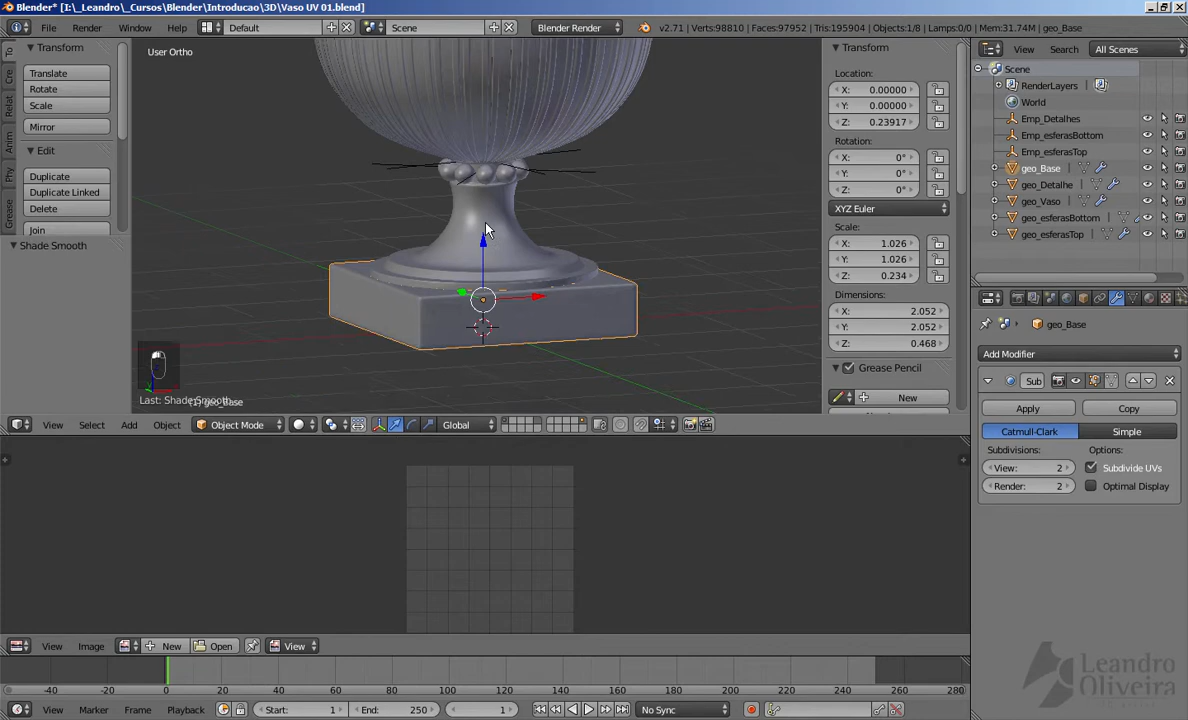 Blender* [I:\_Leandro\_Cursos\Blender\Introducao\3D\Vaso UV 01.blend]
File Render Window Help Default Scene Blender Render v2.71 | Verts:98810 | Faces:97952 | Tris:195904 | Objects:1/8 | Lamps:0/0 | Mem:31.74M | geo_Base
Transform
Translate
Rotate
Scale
Mirror
Edit
Duplicate
Duplicate Linked
Delete
Join
Shade Smooth
To
Cre
Relat
Anim
Phy
Grease
User Ortho
Last: Shade Smooth
geo_Base
Transform
Location:
X: 0.00000
Y: 0.00000
Z: 0.23917
Rotation:
X: 0°
Y: 0°
Z: 0°
XYZ Euler
Scale:
X: 1.026
Y: 1.026
Z: 0.234
Dimensions:
X: 2.052
Y: 2.052
Z: 0.468
Grease Pencil
New
View Search All Scenes
Scene
RenderLayers
World
Emp_Detalhes
Emp_esferasBottom
Emp_esferasTop
geo_Base
geo_Detalhe
geo_Vaso
geo_esferasBottom
geo_esferasTop
geo_Base
Add Modifier
Sub
Apply Copy
Catmull-Clark Simple
Subdivisions: Options:
View: 2 Subdivide UVs
Render: 2 Optimal Display
View Select Add Object Object Mode Global
View Image New Open View
-40 -20 0 20 40 60 80 100 120 140 160 180 200 220 240 260 280
View Marker Frame Playback Start: 1 End: 250 1 No Sync
Leandro
Oliveira